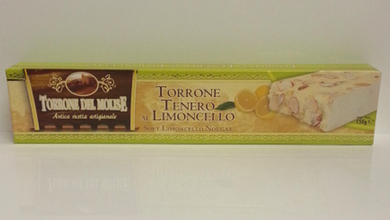 TORRONE DEL MOLISE
Antica ricetta artigianale
TORRONE
TENERO
AL LIMONCELLO
SOFT LIMONCELLO NOUGAT
150g